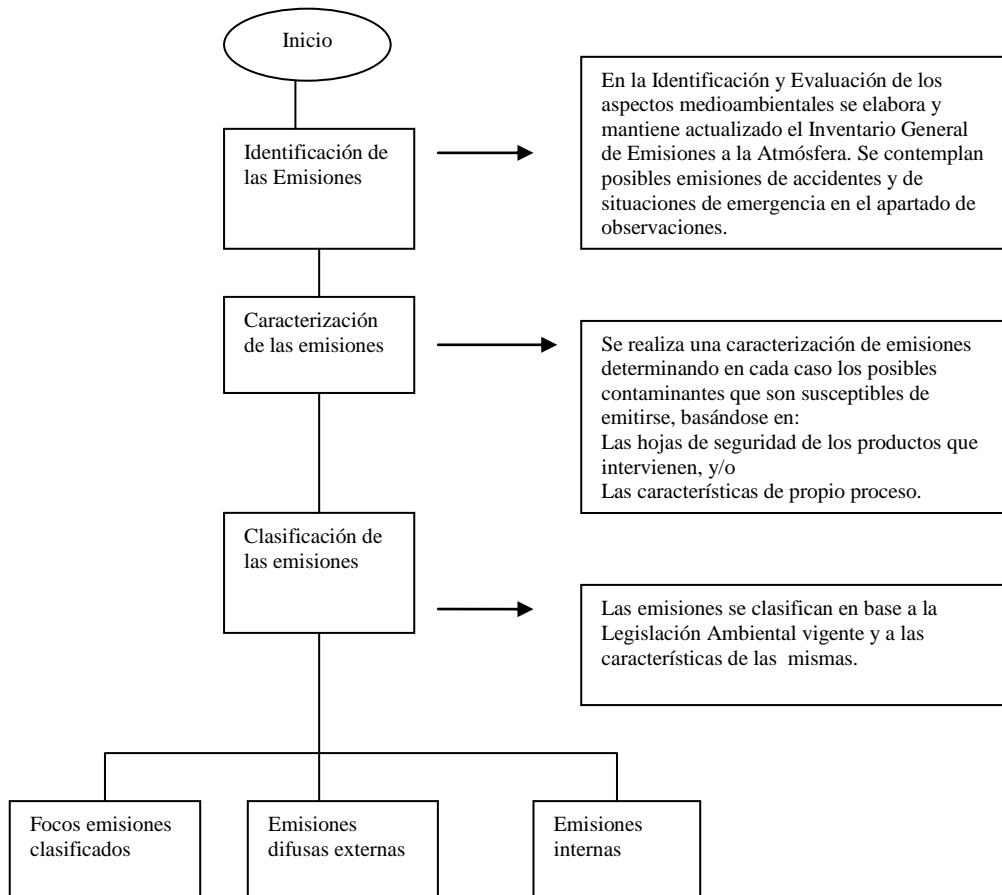 Inicio
En la Identificación y Evaluación de los
aspectos medioambientales se elabora y
mantiene actualizado el Inventario General
de Emisiones a la Atmósfera. Se contemplan
posibles emisiones de accidentes y de
situaciones de emergencia en el apartado de
observaciones.
Identificación de
las Emisiones
Caracterización
de las emisiones
Se realiza una caracterización de emisiones
determinando en cada caso los posibles
contaminantes que son susceptibles de
emitirse, basándose en:
Las hojas de seguridad de los productos que
intervienen, y/o
Las características de propio proceso.
Clasificación de
las emisiones
Las emisiones se clasifican en base a la
Legislación Ambiental vigente y a las
características de las mismas.
Focos emisiones
clasificados
Emisiones
difusas externas
Emisiones
internas